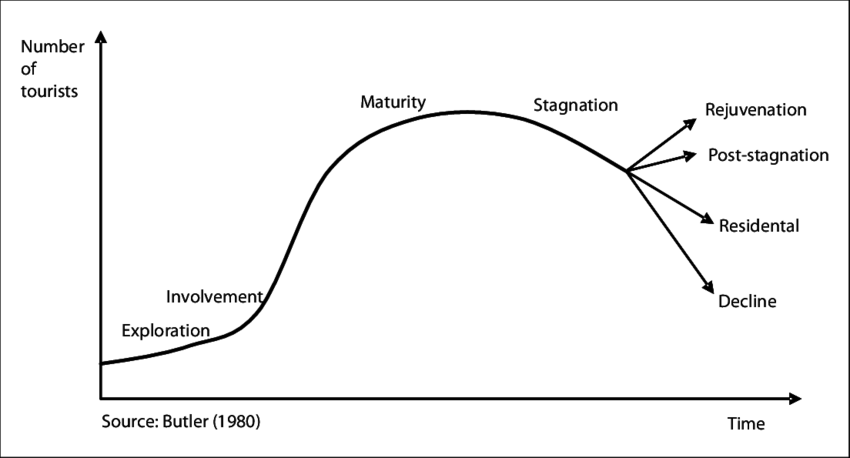 Number
of
tourists
Maturity
Stagnation
Rejuvenation
Post-stagnation
Residental
Decline
Involvement
Exploration
Source: Butler (1980)
Time